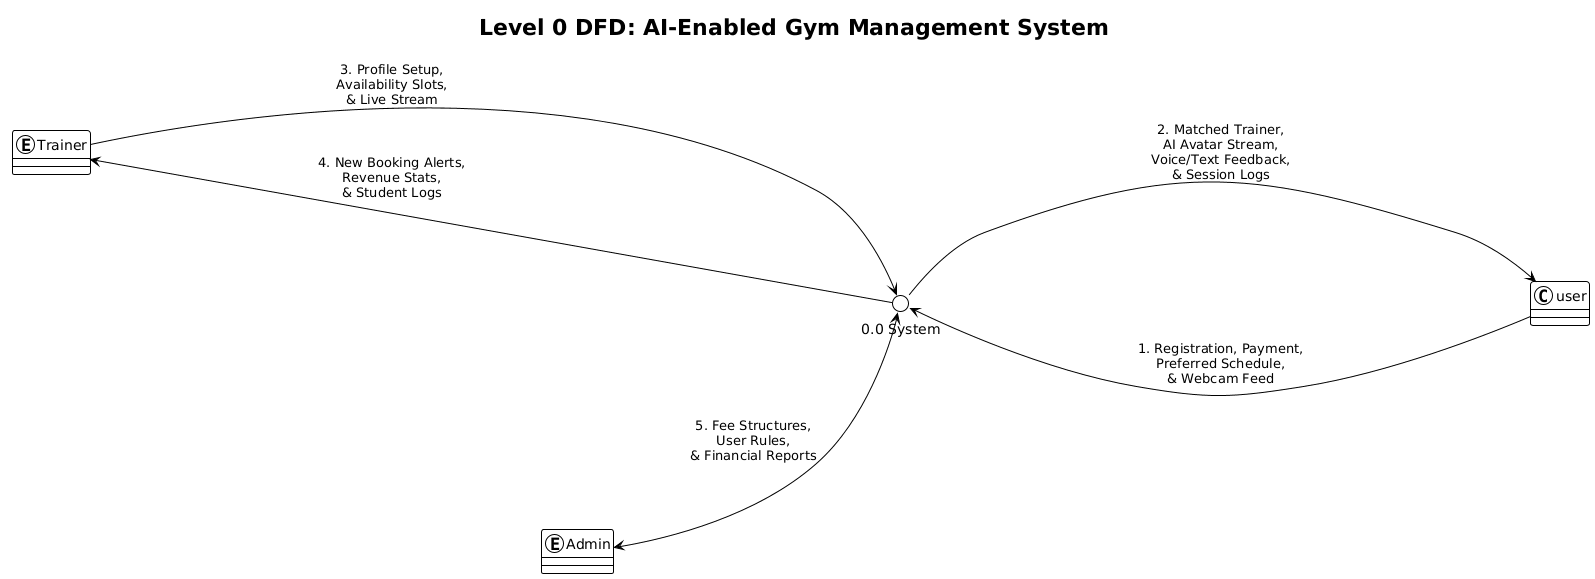 Level 0 DFD: AI-Enabled Gym Management System
3. Profile Setup,
Availability Slots,
& Live Stream
E Trainer
4. New Booking Alerts,
Revenue Stats,
& Student Logs
2. Matched Trainer,
AI Avatar Stream,
Voice/Text Feedback,
& Session Logs
C user
0.0 System
1. Registration, Payment,
Preferred Schedule,
& Webcam Feed
5. Fee Structures,
User Rules,
& Financial Reports
E Admin